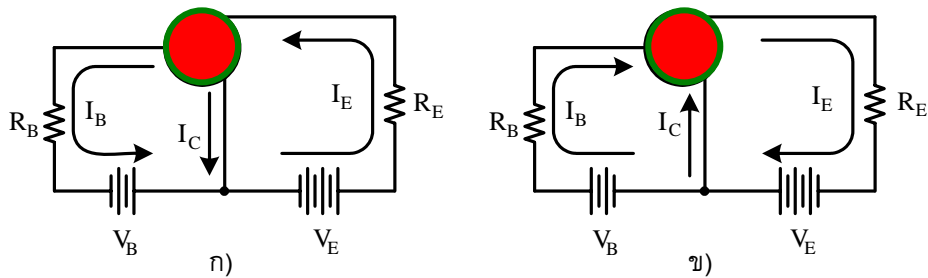 R_B I_B I_C I_E R_E
V_B V_E
ก)
R_B I_B I_C I_E R_E
V_B V_E
ข)